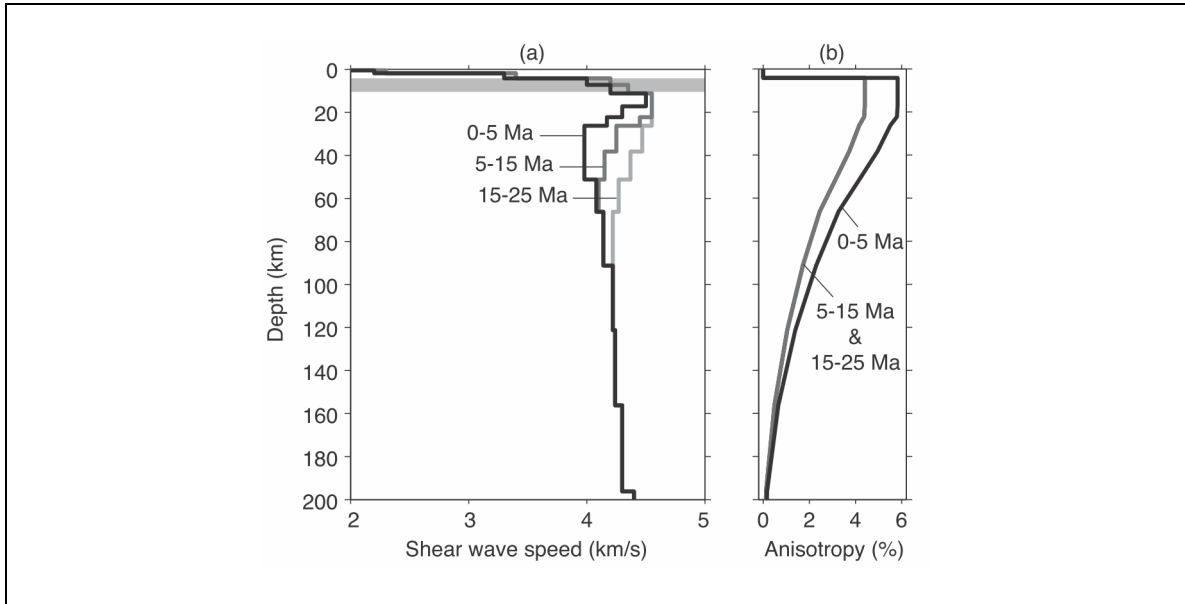 (a)
(b)
0
20
40
60
80
100
120
140
160
180
200
Depth (km)
0-5 Ma
5-15 Ma
15-25 Ma
2
3
4
5
Shear wave speed (km/s)
0-5 Ma
5-15 Ma
&
15-25 Ma
0
2
4
6
Anisotropy (%)